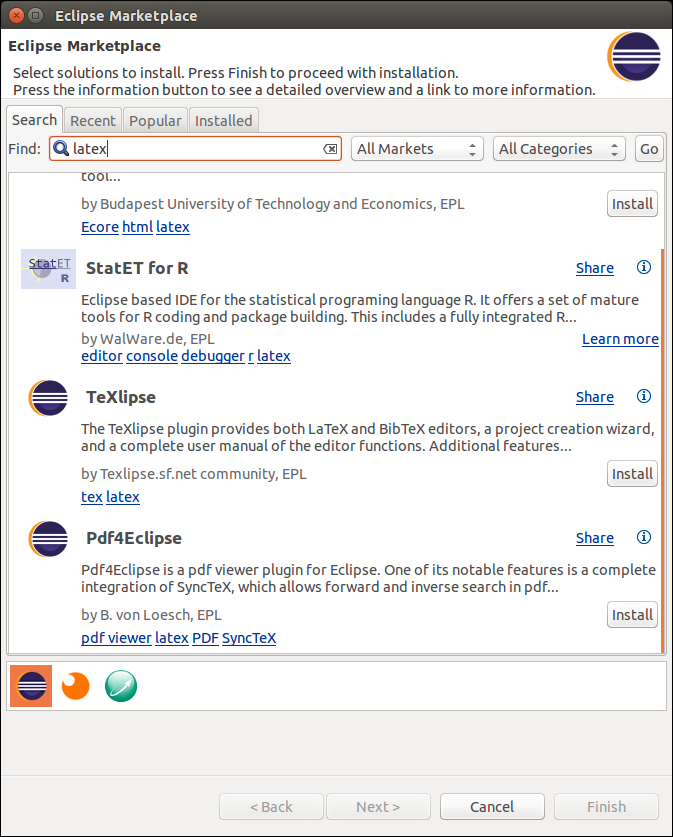 Eclipse Marketplace
Eclipse Marketplace
Select solutions to install. Press Finish to proceed with installation.
Press the information button to see a detailed overview and a link to more information.
Search Recent Popular Installed
Find: latex All Markets All Categories Go
tool...
by Budapest University of Technology and Economics, EPL Install
Ecore html latex
StatET R StatET for R Share
Eclipse based IDE for the statistical programing language R. It offers a set of mature
tools for R coding and package building. This includes a fully integrated R...
by WalWare.de, EPL Learn more
editor console debugger r latex
TeXlipse Share
The TeXlipse plugin provides both LaTeX and BibTeX editors, a project creation wizard,
and a complete user manual of the editor functions. Additional features...
by Texlipse.sf.net community, EPL Install
tex latex
Pdf4Eclipse Share
Pdf4Eclipse is a pdf viewer plugin for Eclipse. One of its notable features is a complete
integration of SyncTeX, which allows forward and inverse search in pdf...
by B. von Loesch, EPL Install
pdf viewer latex PDF SyncTeX
< Back Next > Cancel Finish